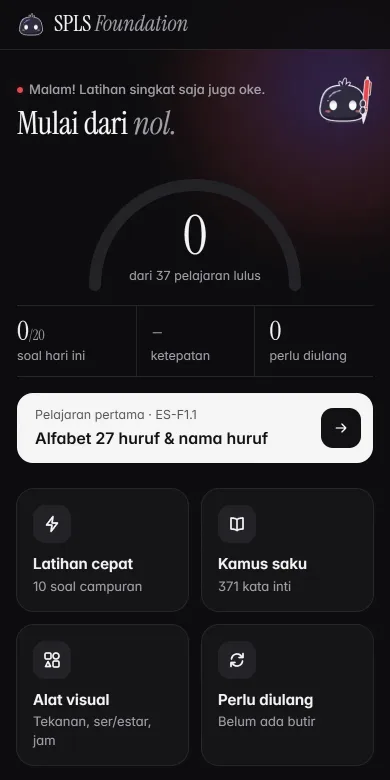 SPLS Foundation
Malam! Latihan singkat saja juga oke.
Mulai dari nol.
0
dari 37 pelajaran lulus
0/20
soal hari ini
–
ketepatan
0
perlu diulang
Pelajaran pertama · ES-F1.1
Alfabet 27 huruf & nama huruf
Latihan cepat
10 soal campuran
Kamus saku
371 kata inti
Alat visual
Tekanan, ser/estar,
jam
Perlu diulang
Belum ada butir